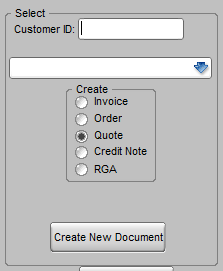 Select
Customer ID:
Create
Invoice
Order
Quote
Credit Note
RGA
Create New Document